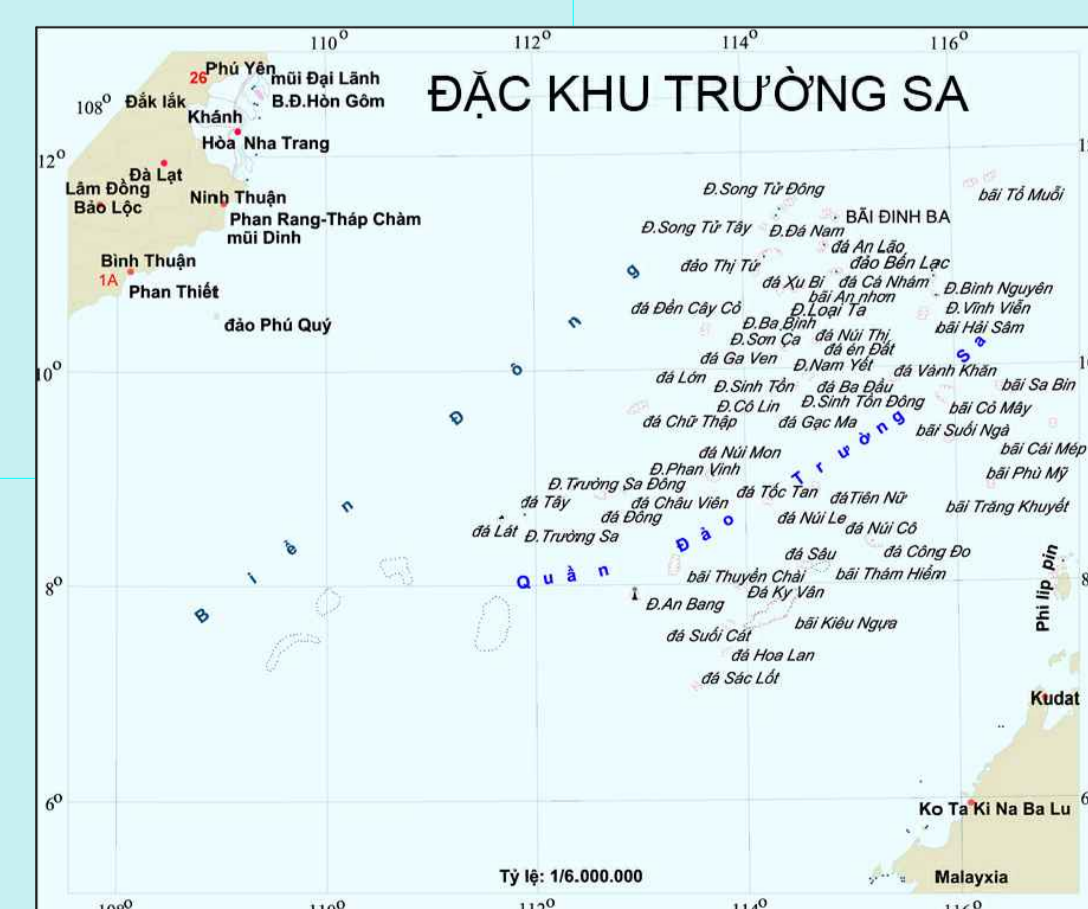 110⁰ 112⁰ 114⁰ 116⁰
ĐẶC KHU TRƯỜNG SA
26 Phú Yên
mũi Đại Lãnh
108⁰ Đắk lắk
B.Đ.Hòn Gôm
Khánh
Hòa Nha Trang
12⁰
Đà Lạt
Lâm Đồng
Bảo Lộc
Ninh Thuận
Phan Rang-Tháp Chàm
mũi Dinh
Bình Thuận
1A
Phan Thiết
đảo Phú Quý
10⁰
8⁰
6⁰
Biển Đông
Đ.Song Tử Đông
bãi Tổ Muỗi
BÃI ĐINH BA
Đ.Song Tử Tây
Đ.Đá Nam
đá An Lão
đảo Thị Tứ
đảo Bến Lạc
đá Xu Bi
đá Cá Nhám
Đ.Bình Nguyên
bãi An nhơn
đá Đền Cây Cỏ
Đ.Loại Ta
Đ.Vĩnh Viễn
Đ.Ba Bình
bãi Hải Sâm
Đ.Sơn Ca
đá Núi Thị
đá én Đất
đá Ga Ven
Đ.Nam Yết
đá Vành Khăn
đá Lớn
Đ.Sinh Tồn
đá Ba Đầu
bãi Sa Bin
Đ.Cô Lin
Đ.Sinh Tồn Đông
bãi Cỏ Mây
đá Chữ Thập
đá Gạc Ma
bãi Suối Ngà
đá Núi Mon
bãi Cái Mép
Đ.Phan Vinh
bãi Phù Mỹ
Đ.Trường Sa Đông
đá Tây
đá Châu Viên
đá Tốc Tan
đáTiên Nữ
bãi Trăng Khuyết
đá Đông
đá Núi Le
đá Lát
Đ.Trường Sa
đá Núi Cô
đá Sâu
đá Công Đo
Quần Đảo Trường Sa
bãi Thuyền Chài
bãi Thám Hiểm
Đá Kỳ Vân
Đ.An Bang
bãi Kiêu Ngựa
đá Suối Cát
đá Hoa Lan
đá Sác Lốt
Phi lip pin
Kudat
Ko Ta Ki Na Ba Lu
Malayxia
Tỷ lệ: 1/6.000.000